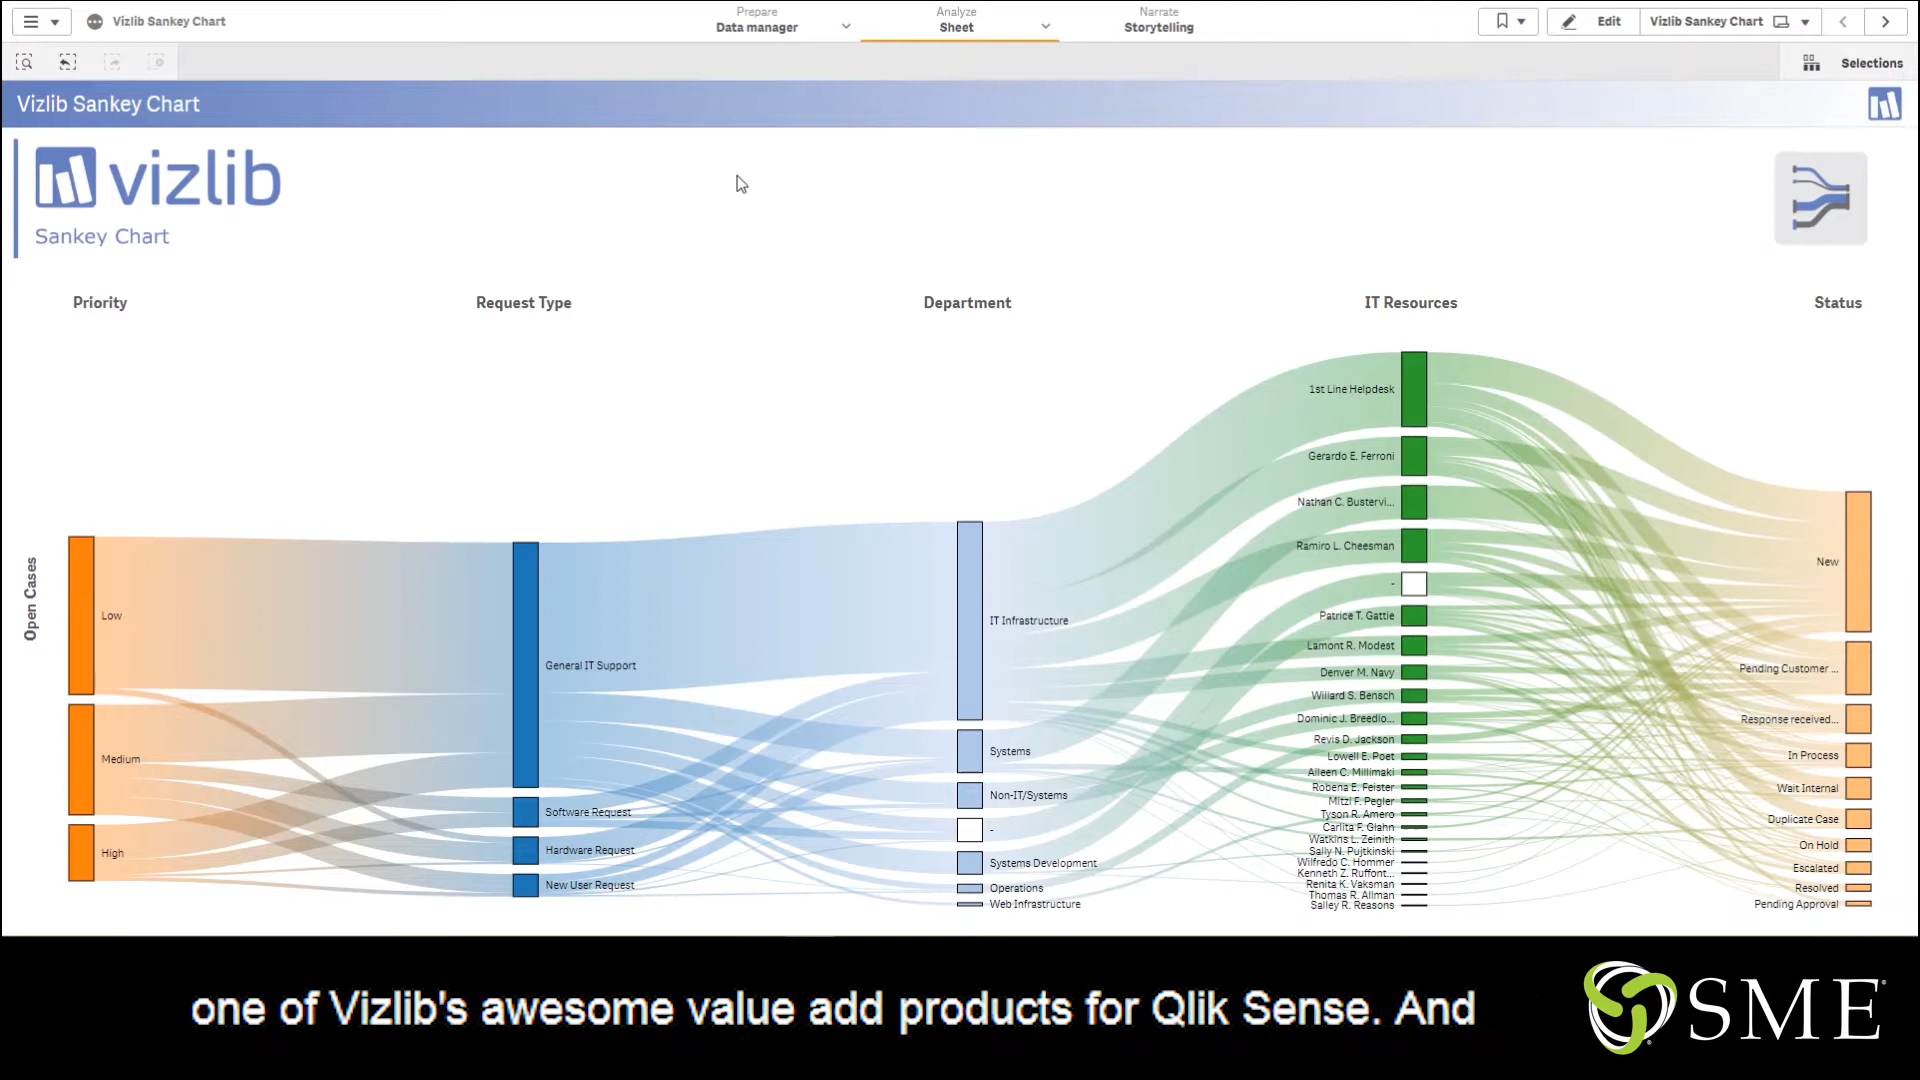 Vizlib Sankey Chart
Prepare
Data manager
Analyze
Sheet
Narrate
Storytelling
Edit
Vizlib Sankey Chart
Selections
Vizlib Sankey Chart
vizlib
Sankey Chart
Priority
Request Type
Department
IT Resources
Status
Open Cases
Low
Medium
High
General IT Support
Software Request
Hardware Request
New User Request
IT Infrastructure
Systems
Non-IT/Systems
-
Systems Development
Operations
Web Infrastructure
1st Line Helpdesk
Gerardo E. Ferroni
Nathan C. Bustervi...
Ramiro L. Cheesman
-
Patrice T. Gattie
Lamont R. Modest
Denver M. Navy
Willard S. Bensch
Dominic J. Breedlo...
Revis D. Jackson
Lowell E. Poet
Aileen C. Millimaki
Robena E. Feister
Mitzi F. Pegler
Tyson R. Amero
Carlita F. Glahn
Watkins L. Zeinith
Sally N. Pujtkinski
Wilfredo C. Hommer
Kenneth Z. Ruffont...
Renita K. Vaksman
Thomas R. Allman
Salley R. Reasons
New
Pending Customer ...
Response received...
In Process
Wait Internal
Duplicate Case
On Hold
Escalated
Resolved
Pending Approval
one of Vizlib's awesome value add products for Qlik Sense. And
SME